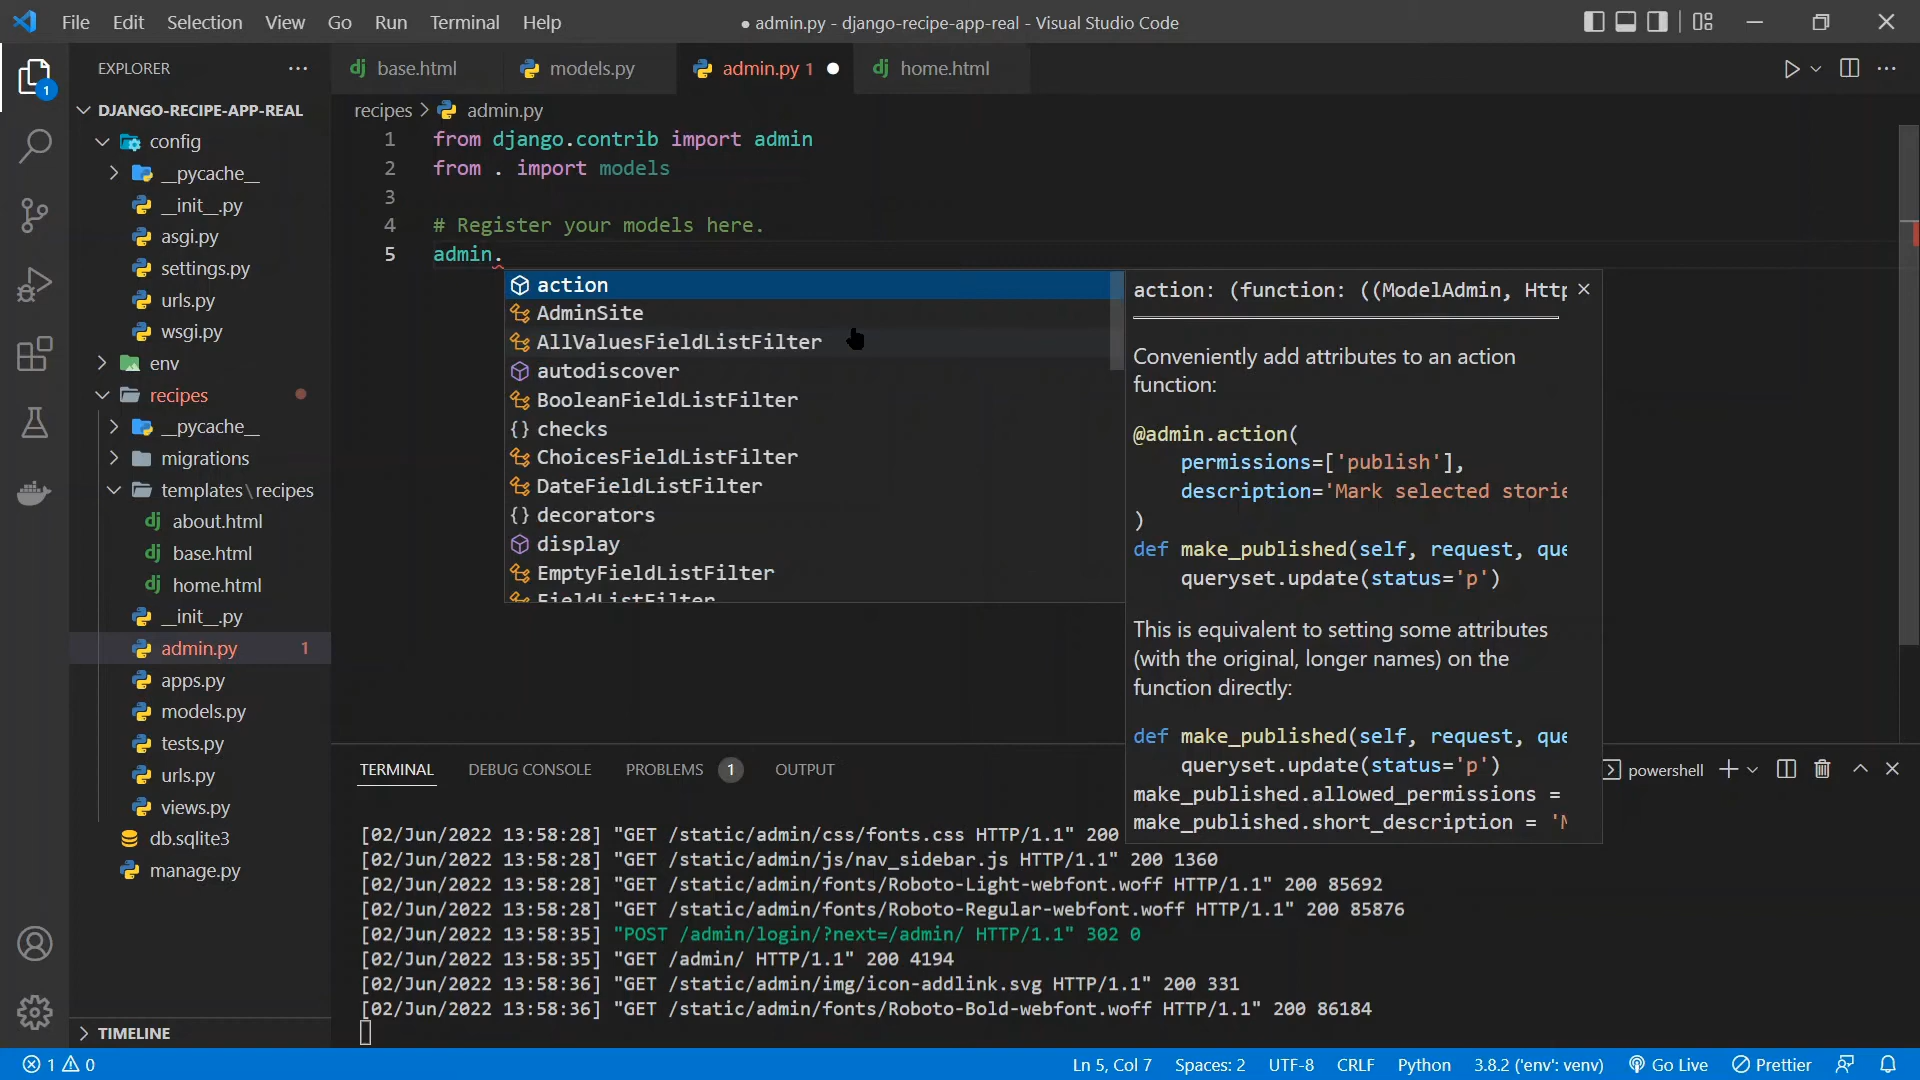 File Edit Selection View Go Run Terminal Help
● admin.py - django-recipe-app-real - Visual Studio Code
EXPLORER
base.html
models.py
admin.py 1
home.html
1
DJANGO-RECIPE-APP-REAL
config
__pycache__
__init__.py
asgi.py
settings.py
urls.py
wsgi.py
env
recipes
__pycache__
migrations
templates\recipes
about.html
base.html
home.html
__init__.py
admin.py 1
apps.py
models.py
tests.py
urls.py
views.py
db.sqlite3
manage.py
TIMELINE
recipes > admin.py
1 from django.contrib import admin
2 from . import models
3
4 # Register your models here.
5 admin.
action
AdminSite
AllValuesFieldListFilter
autodiscover
BooleanFieldListFilter
checks
ChoicesFieldListFilter
DateFieldListFilter
decorators
display
EmptyFieldListFilter
FieldListFilter
action: (function: ((ModelAdmin, Http
Conveniently add attributes to an action
function:
@admin.action(
permissions=['publish'],
description='Mark selected storie
)
def make_published(self, request, que
queryset.update(status='p')
This is equivalent to setting some attributes
(with the original, longer names) on the
function directly:
def make_published(self, request, que
queryset.update(status='p')
make_published.allowed_permissions =
make_published.short_description = 'M
TERMINAL DEBUG CONSOLE PROBLEMS 1 OUTPUT
powershell
[02/Jun/2022 13:58:28] "GET /static/admin/css/fonts.css HTTP/1.1" 200
[02/Jun/2022 13:58:28] "GET /static/admin/js/nav_sidebar.js HTTP/1.1" 200 1360
[02/Jun/2022 13:58:28] "GET /static/admin/fonts/Roboto-Light-webfont.woff HTTP/1.1" 200 85692
[02/Jun/2022 13:58:28] "GET /static/admin/fonts/Roboto-Regular-webfont.woff HTTP/1.1" 200 85876
[02/Jun/2022 13:58:35] "POST /admin/login/?next=/admin/ HTTP/1.1" 302 0
[02/Jun/2022 13:58:35] "GET /admin/ HTTP/1.1" 200 4194
[02/Jun/2022 13:58:36] "GET /static/admin/img/icon-addlink.svg HTTP/1.1" 200 331
[02/Jun/2022 13:58:36] "GET /static/admin/fonts/Roboto-Bold-webfont.woff HTTP/1.1" 200 86184
1 0
Ln 5, Col 7 Spaces: 2 UTF-8 CRLF Python 3.8.2 ('env': venv) Go Live Prettier